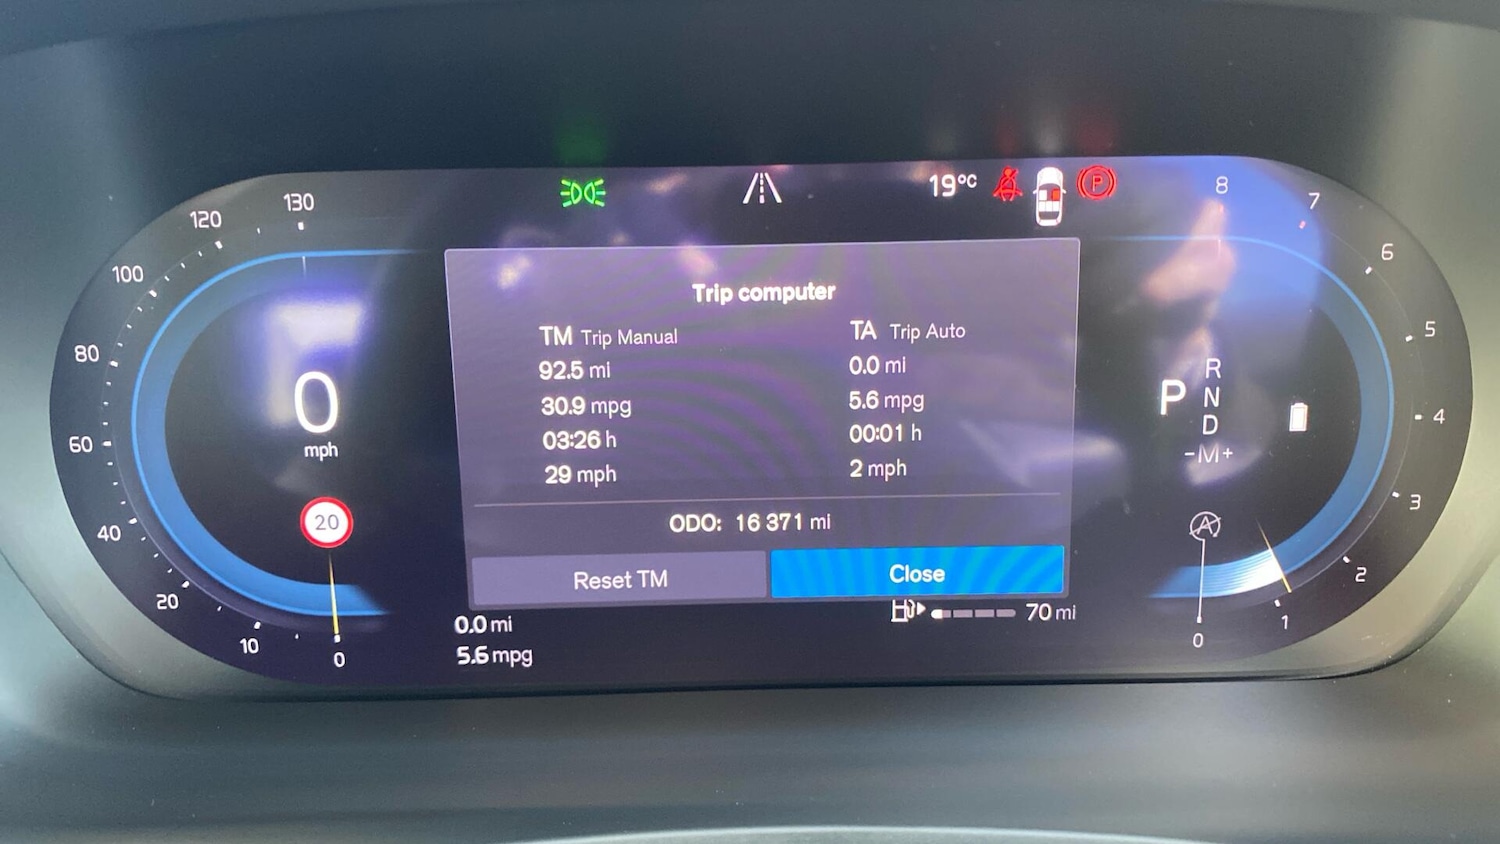 19°C
P
Trip computer
TM Trip Manual
92.5 mi
30.9 mpg
03:26 h
29 mph
TA Trip Auto
0.0 mi
5.6 mpg
00:01 h
2 mph
ODO: 16 371 mi
Reset TM
Close
0.0 mi
5.6 mpg
70 mi
130
120
100
80
60
40
20
10
0
0
mph
20
8
7
6
5
4
3
2
1
0
R
P N
D
-M+
A